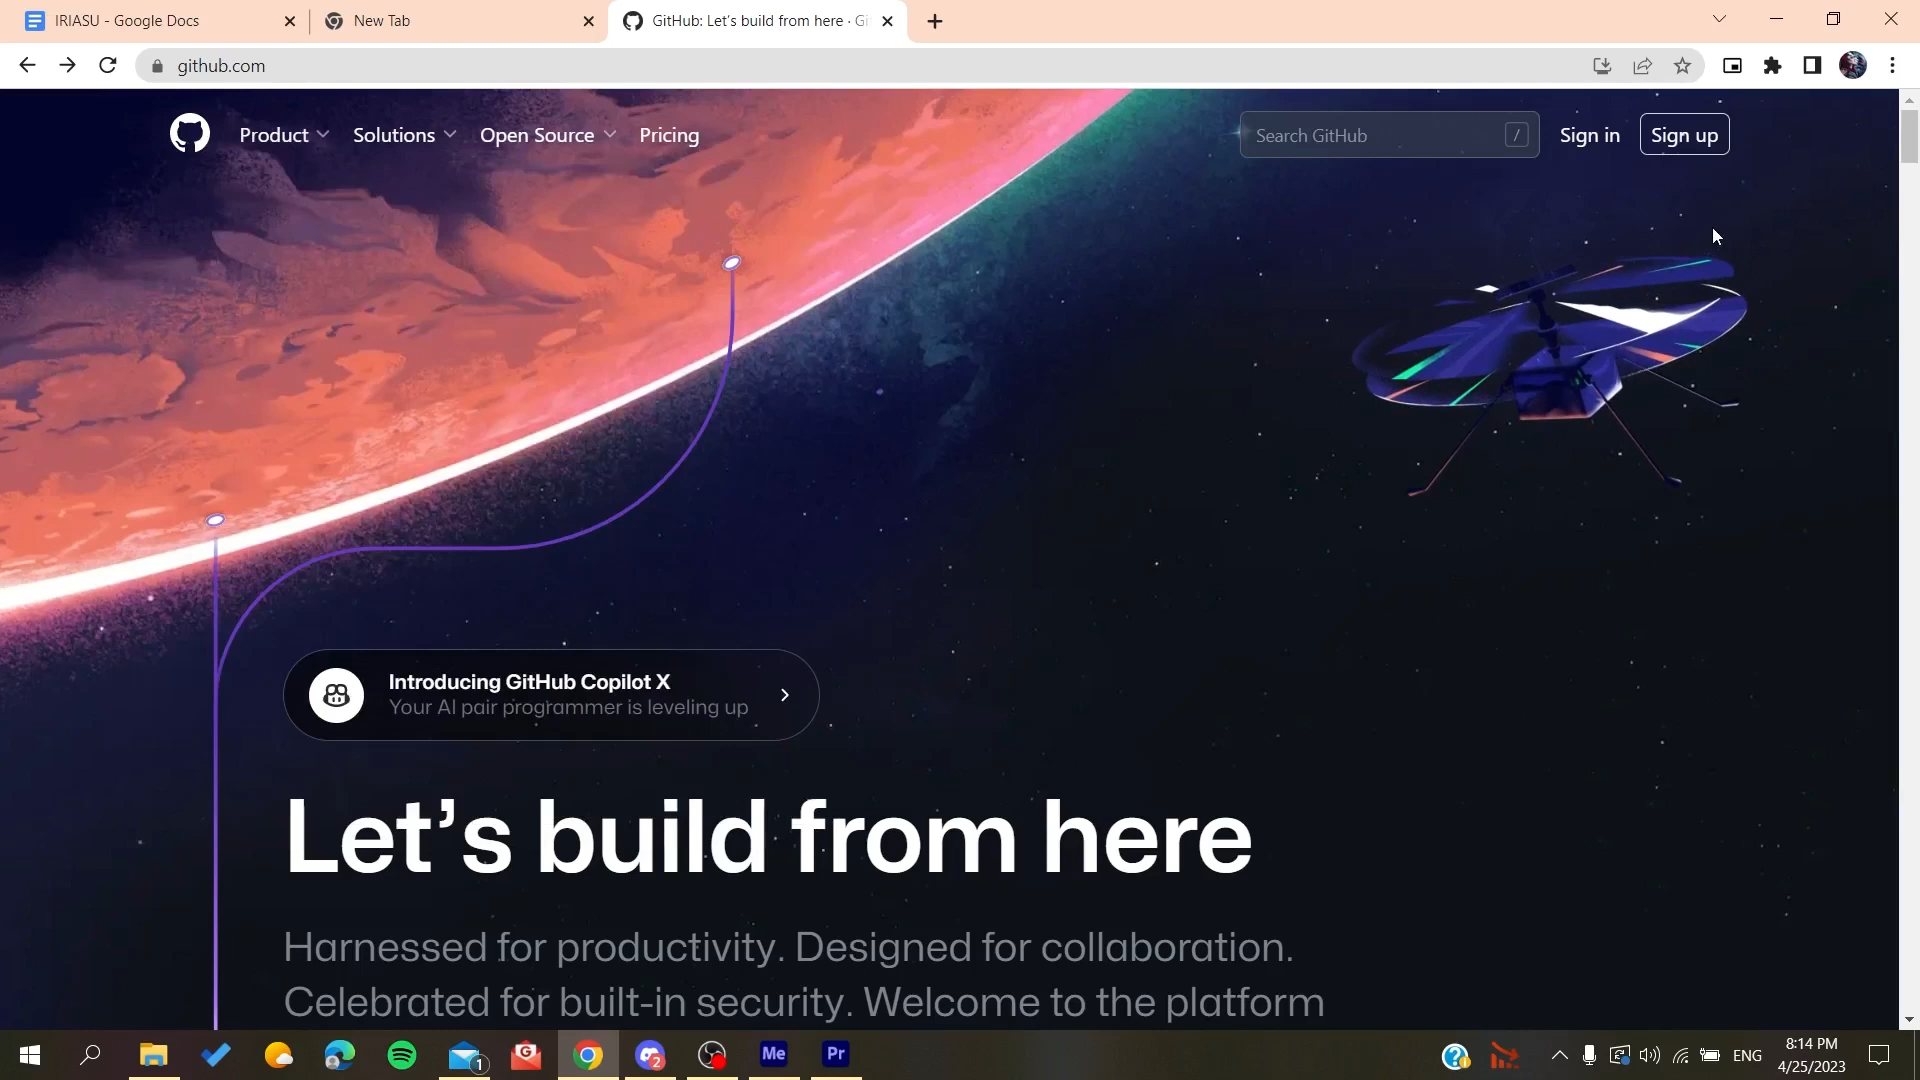 IRIASU - Google Docs
New Tab
GitHub: Let's build from here · Git
github.com
Product
Solutions
Open Source
Pricing
Search GitHub
/
Sign in
Sign up
Introducing GitHub Copilot X
Your AI pair programmer is leveling up
Let’s build from here
Harnessed for productivity. Designed for collaboration.
Celebrated for built-in security. Welcome to the platform
1
G
2
Me
Pr
ENG
8:14 PM
4/25/2023